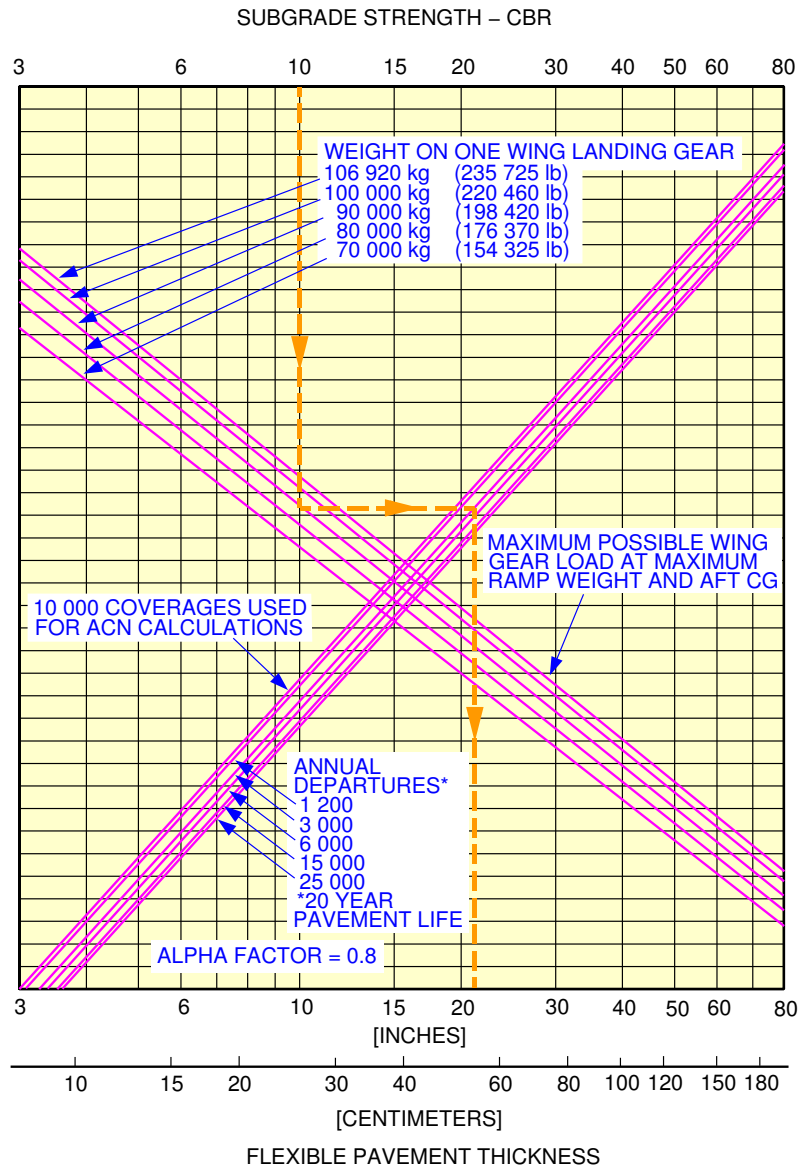 SUBGRADE STRENGTH – CBR
3 6 10 15 20 30 40 50 60 80
WEIGHT ON ONE WING LANDING GEAR
106 920 kg (235 725 lb)
100 000 kg (220 460 lb)
90 000 kg (198 420 lb)
80 000 kg (176 370 lb)
70 000 kg (154 325 lb)
MAXIMUM POSSIBLE WING
GEAR LOAD AT MAXIMUM
RAMP WEIGHT AND AFT CG
10 000 COVERAGES USED
FOR ACN CALCULATIONS
ANNUAL
DEPARTURES*
1 200
3 000
6 000
15 000
25 000
*20 YEAR
PAVEMENT LIFE
ALPHA FACTOR = 0.8
3 6 10 15 20 30 40 50 60 80
[INCHES]
10 15 20 30 40 60 80 100 120 150 180
[CENTIMETERS]
FLEXIBLE PAVEMENT THICKNESS